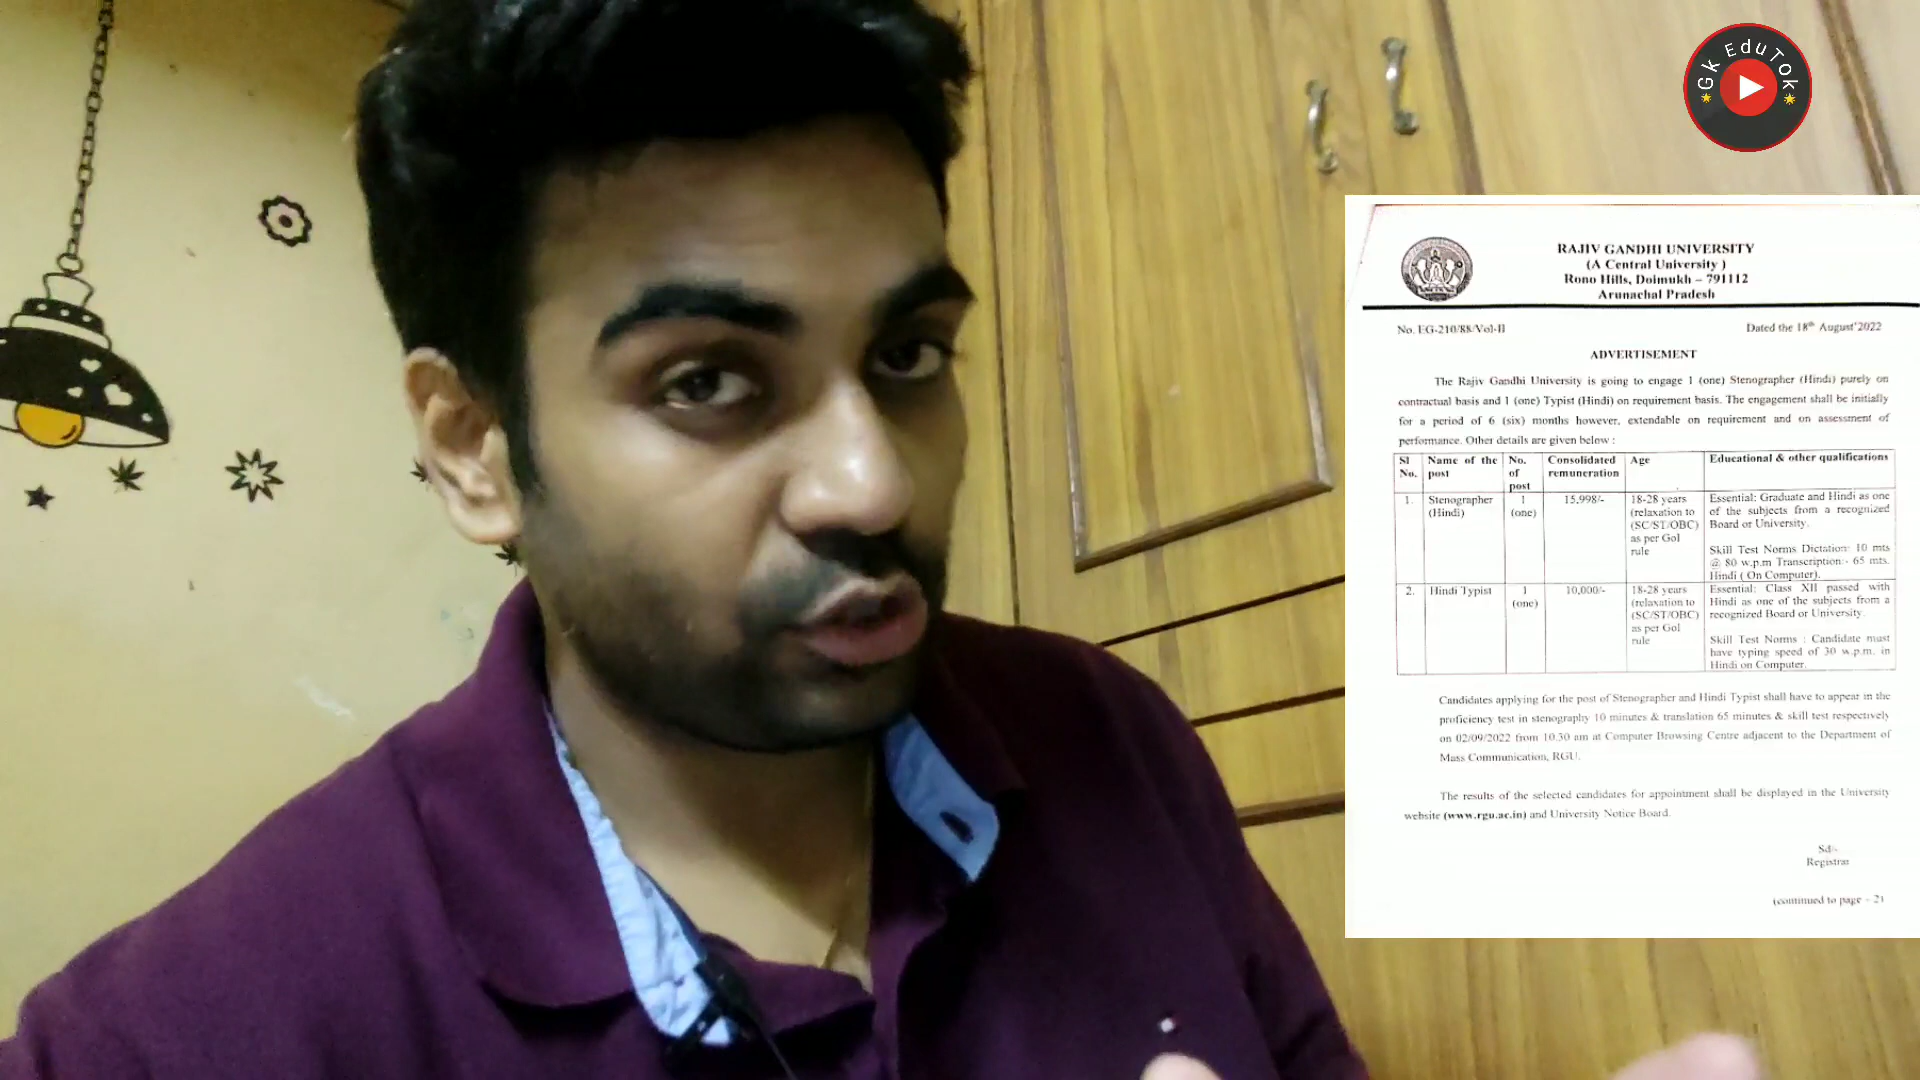 Gk EduTok
RAJIV GANDHI UNIVERSITY
(A Central University )
Rono Hills, Doimukh – 791112
Arunachal Pradesh
No. EG-210/88/Vol-II
Dated the 18th August'2022
ADVERTISEMENT
The Rajiv Gandhi University is going to engage 1 (one) Stenographer (Hindi) purely on
contractual basis and 1 (one) Typist (Hindi) on requirement basis. The engagement shall be initially
for a period of 6 (six) months however, extendable on requirement and on assessment of
performance. Other details are given below :
Sl No. Name of the post No. of post Consolidated remuneration Age Educational & other qualifications
1. Stenographer (Hindi) 1 (one) 15,998/- 18-28 years (relaxation to (SC/ST/OBC) as per GoI rule
Essential: Graduate and Hindi as one
of the subjects from a recognized
Board or University.
Skill Test Norms Dictation: 10 mts
@ 80 w.p.m Transcription:- 65 mts.
Hindi ( On Computer).
2. Hindi Typist 1 (one) 10,000/- 18-28 years (relaxation to (SC/ST/OBC) as per GoI rule
Essential: Class XII passed with
Hindi as one of the subjects from a
recognized Board or University.
Skill Test Norms : Candidate must
have typing speed of 30 w.p.m. in
Hindi on Computer.
Candidates applying for the post of Stenographer and Hindi Typist shall have to appear in the
proficiency test in stenography 10 minutes & translation 65 minutes & skill test respectively
on 02/09/2022 from 10.30 am at Computer Browsing Centre adjacent to the Department of
Mass Communication, RGU.
The results of the selected candidates for appointment shall be displayed in the University
website (www.rgu.ac.in) and University Notice Board.
Sd/-
Registrar
(continued to page - 2)